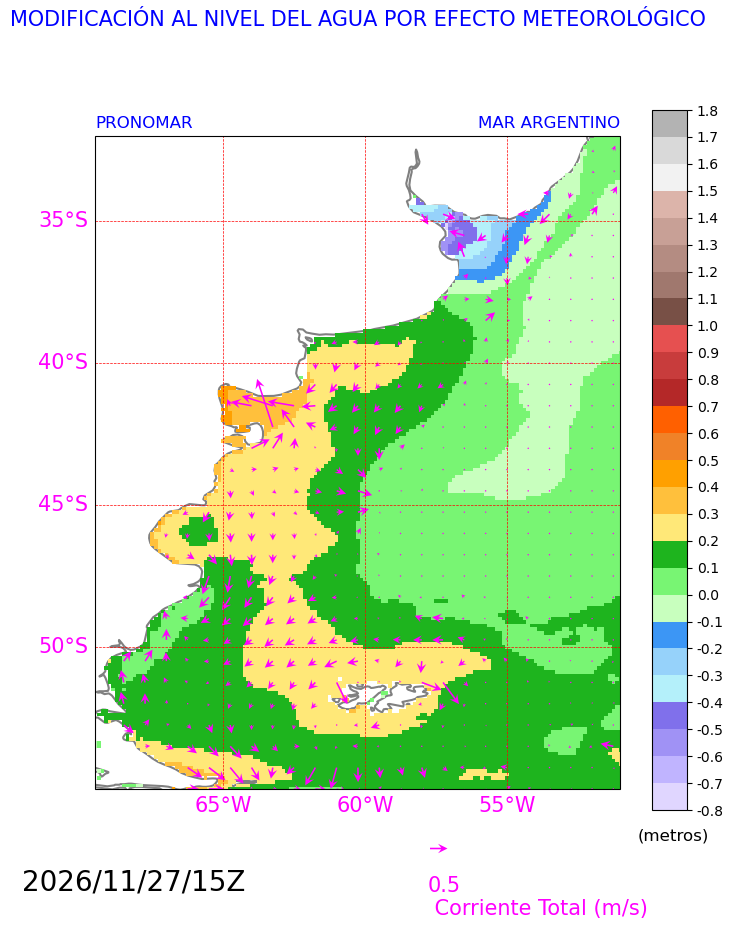 MODIFICACIÓN AL NIVEL DEL AGUA POR EFECTO METEOROLÓGICO
PRONOMAR
MAR ARGENTINO
35°S
40°S
45°S
50°S
65°W
60°W
55°W
1.8
1.7
1.6
1.5
1.4
1.3
1.2
1.1
1.0
0.9
0.8
0.7
0.6
0.5
0.4
0.3
0.2
0.1
0.0
-0.1
-0.2
-0.3
-0.4
-0.5
-0.6
-0.7
-0.8
(metros)
2026/11/27/15Z
0.5
Corriente Total (m/s)